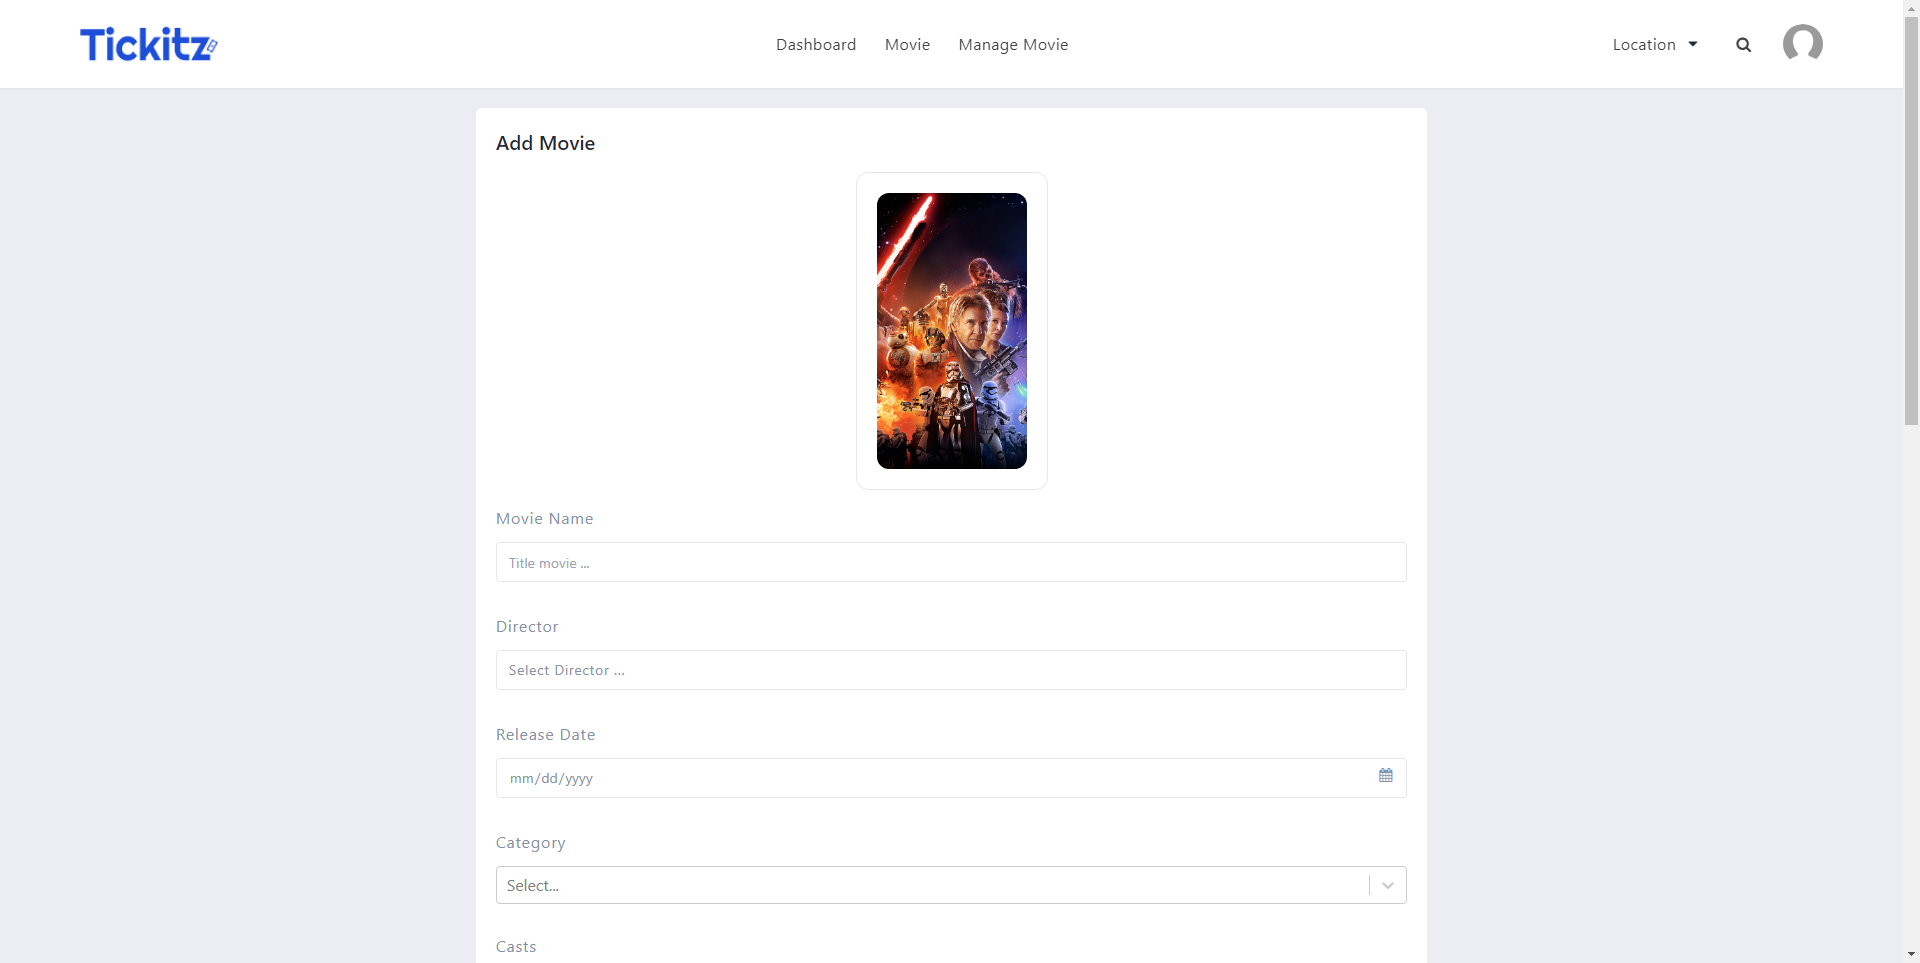 Tickitz
Dashboard Movie Manage Movie
Location
Add Movie
Movie Name
Title movie ...
Director
Select Director ...
Release Date
mm/dd/yyyy
Category
Select...
Casts